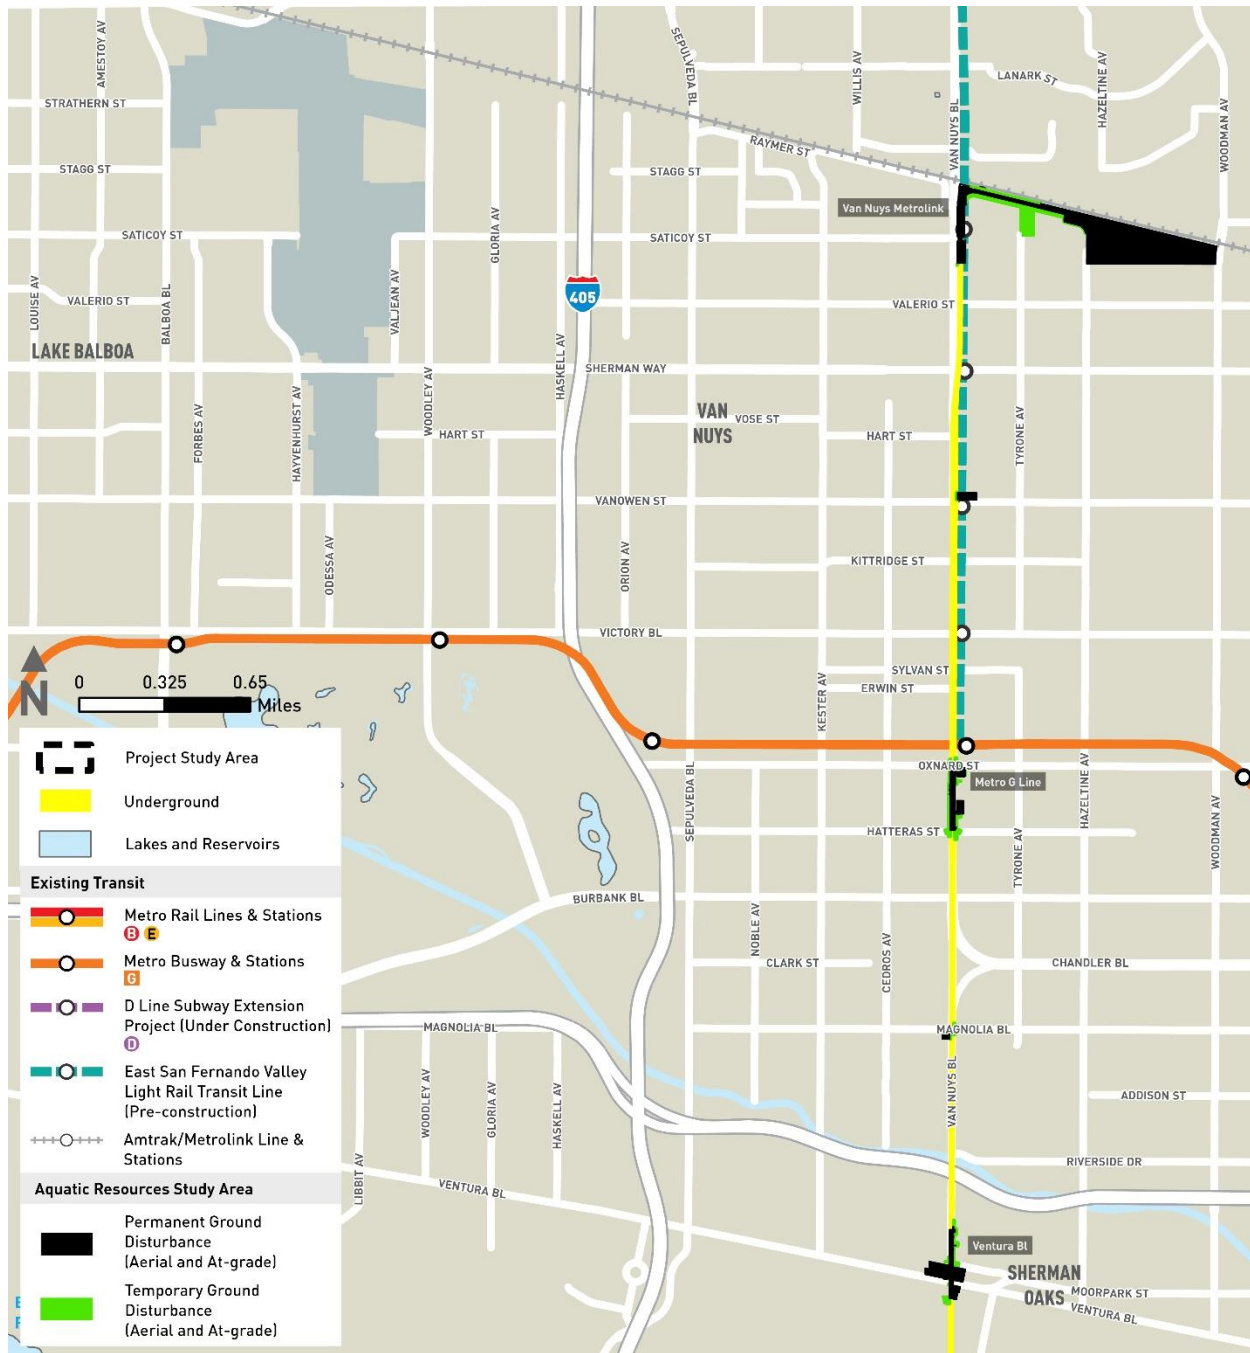 AMESTOY AV
SEPULVEDA BL
WILLIS AV
VAN NUYS BL
LANARK ST
HAZELTINE AV
WOODMAN AV
STRATHERN ST
RAYMER ST
STAGG ST
STAGG ST
Van Nuys Metrolink
SATICOY ST
GLORIA AV
SATICOY ST
LOUISE AV
VALERIO ST
BALBOA BL
VALJEAN AV
405
VALERIO ST
LAKE BALBOA
HASKELL AV
SHERMAN WAY
FORBES AV
HAYVENHURST AV
WOODLEY AV
HART ST
VAN
NUYS
VOSE ST
HART ST
TYRONE AV
VANOWEN ST
ODESSA AV
ORION AV
KITTRIDGE ST
VICTORY BL
KESTER AV
SYLVAN ST
ERWIN ST
N
0 0.325 0.65
Miles
OXNARD ST
Metro G Line
SEPULVEDA BL
HATTERAS ST
TYRONE AV
HAZELTINE AV
WOODMAN AV
BURBANK BL
NOBLE AV
CLARK ST
CEDROS AV
CHANDLER BL
MAGNOLIA BL
MAGNOLIA BL
VAN NUYS BL
ADDISON ST
LIBBIT AV
WOODLEY AV
GLORIA AV
HASKELL AV
RIVERSIDE DR
VENTURA BL
Ventura Bl
SHERMAN
OAKS
MOORPARK ST
VENTURA BL
Project Study Area
Underground
Lakes and Reservoirs
Existing Transit
Metro Rail Lines & Stations
B E
Metro Busway & Stations
G
D Line Subway Extension
Project (Under Construction)
D
East San Fernando Valley
Light Rail Transit Line
(Pre-construction)
Amtrak/Metrolink Line &
Stations
Aquatic Resources Study Area
Permanent Ground
Disturbance
(Aerial and At-grade)
Temporary Ground
Disturbance
(Aerial and At-grade)